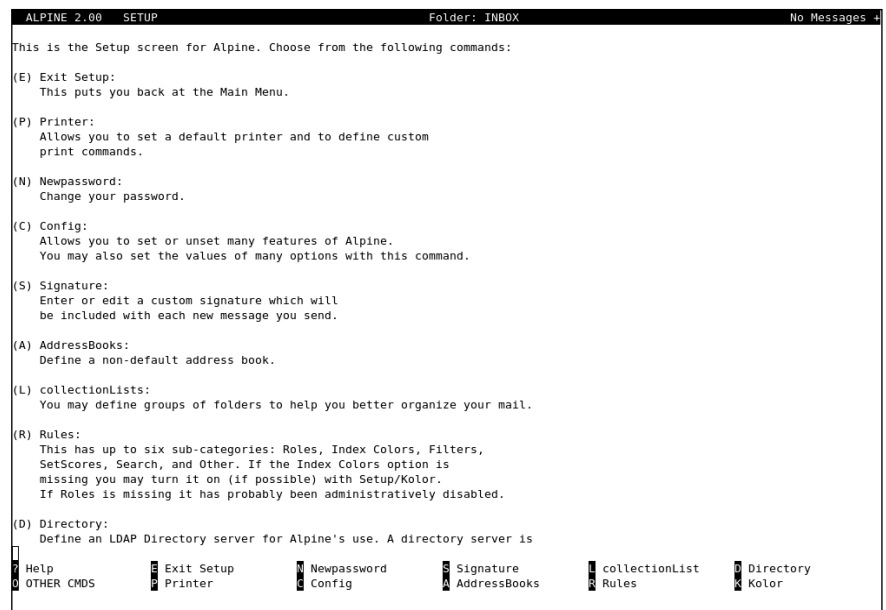 ALPINE 2.00   SETUP                                       Folder: INBOX                                       No Messages +
This is the Setup screen for Alpine. Choose from the following commands:
(E) Exit Setup:
    This puts you back at the Main Menu.
(P) Printer:
    Allows you to set a default printer and to define custom
    print commands.
(N) Newpassword:
    Change your password.
(C) Config:
    Allows you to set or unset many features of Alpine.
    You may also set the values of many options with this command.
(S) Signature:
    Enter or edit a custom signature which will
    be included with each new message you send.
(A) AddressBooks:
    Define a non-default address book.
(L) collectionLists:
    You may define groups of folders to help you better organize your mail.
(R) Rules:
    This has up to six sub-categories: Roles, Index Colors, Filters,
    SetScores, Search, and Other. If the Index Colors option is
    missing you may turn it on (if possible) with Setup/Kolor.
    If Roles is missing it has probably been administratively disabled.
(D) Directory:
    Define an LDAP Directory server for Alpine's use. A directory server is
? Help            E Exit Setup         N Newpassword          S Signature          L collectionList     D Directory
O OTHER CMDS      P Printer            C Config               A AddressBooks       R Rules              K Kolor